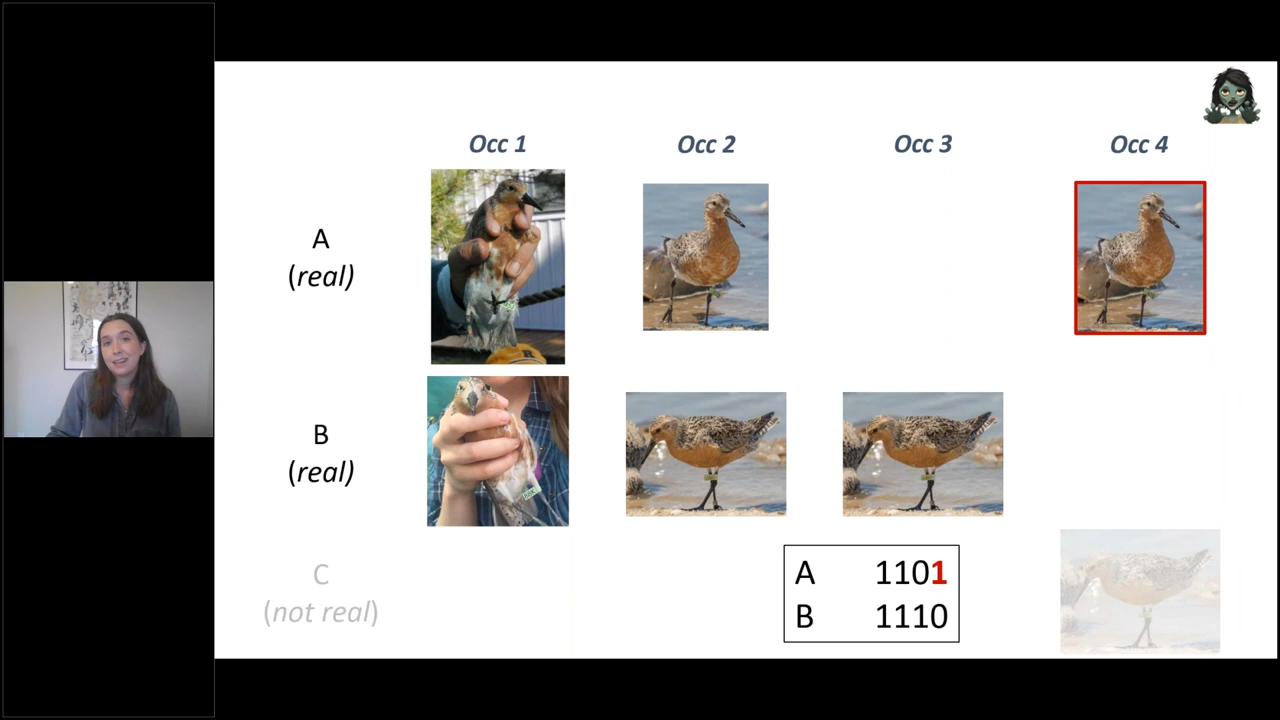 Occ 1 Occ 2 Occ 3 Occ 4
A
(real)
B
(real)
C
(not real)
A 1101
B 1110